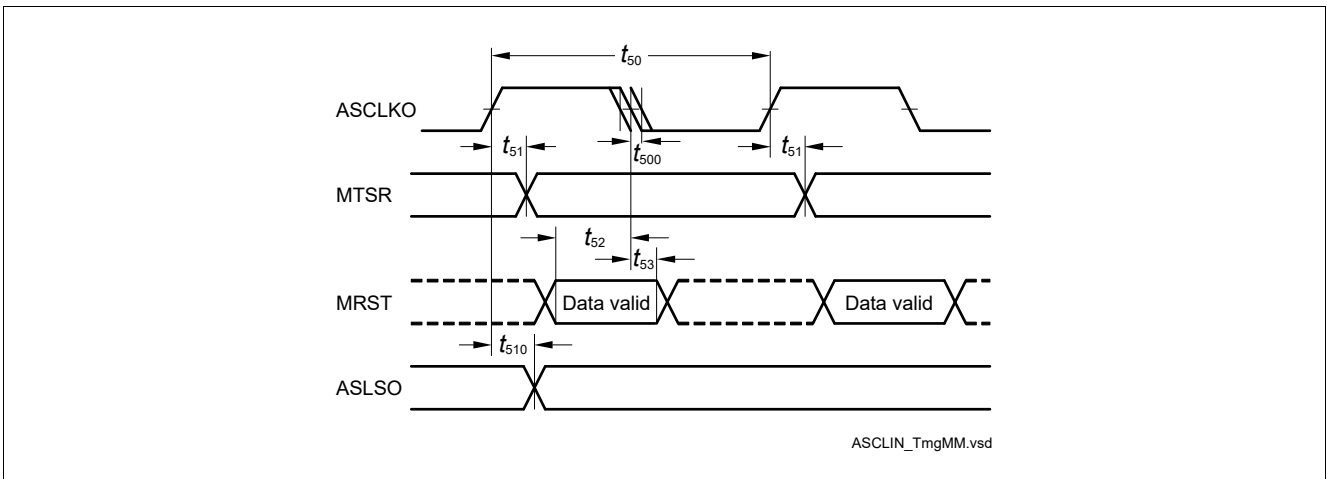 t50
ASCLKO
t51
t500
t51
MTSR
t52
t53
MRST
Data valid
Data valid
t510
ASLSO
ASCLIN_TmgMM.vsd